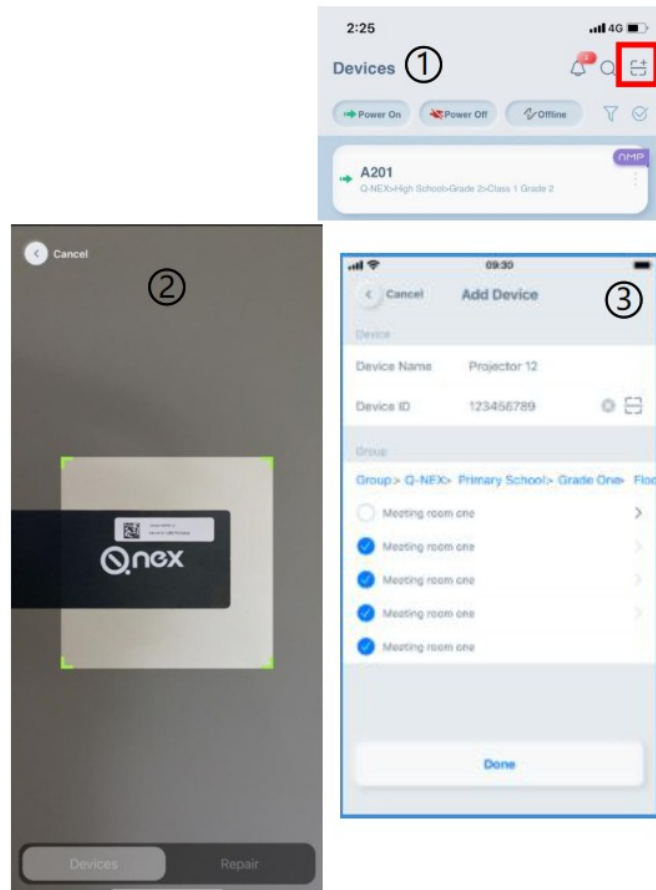 2:25
4G
Devices ①
Power On
Power Off
Offline
NMP
A201
Q-NEX>High School>Grade 2>Class 1 Grade 2
Cancel
②
Qnex
Devices
Repair
09:30
Cancel
Add Device
③
Device
Device Name
Projector 12
Device ID
123456789
Group
Group> Q-NEX> Primary School> Grade One> Floo
Meeting room one
Meeting room one
Meeting room one
Meeting room one
Meeting room one
Done